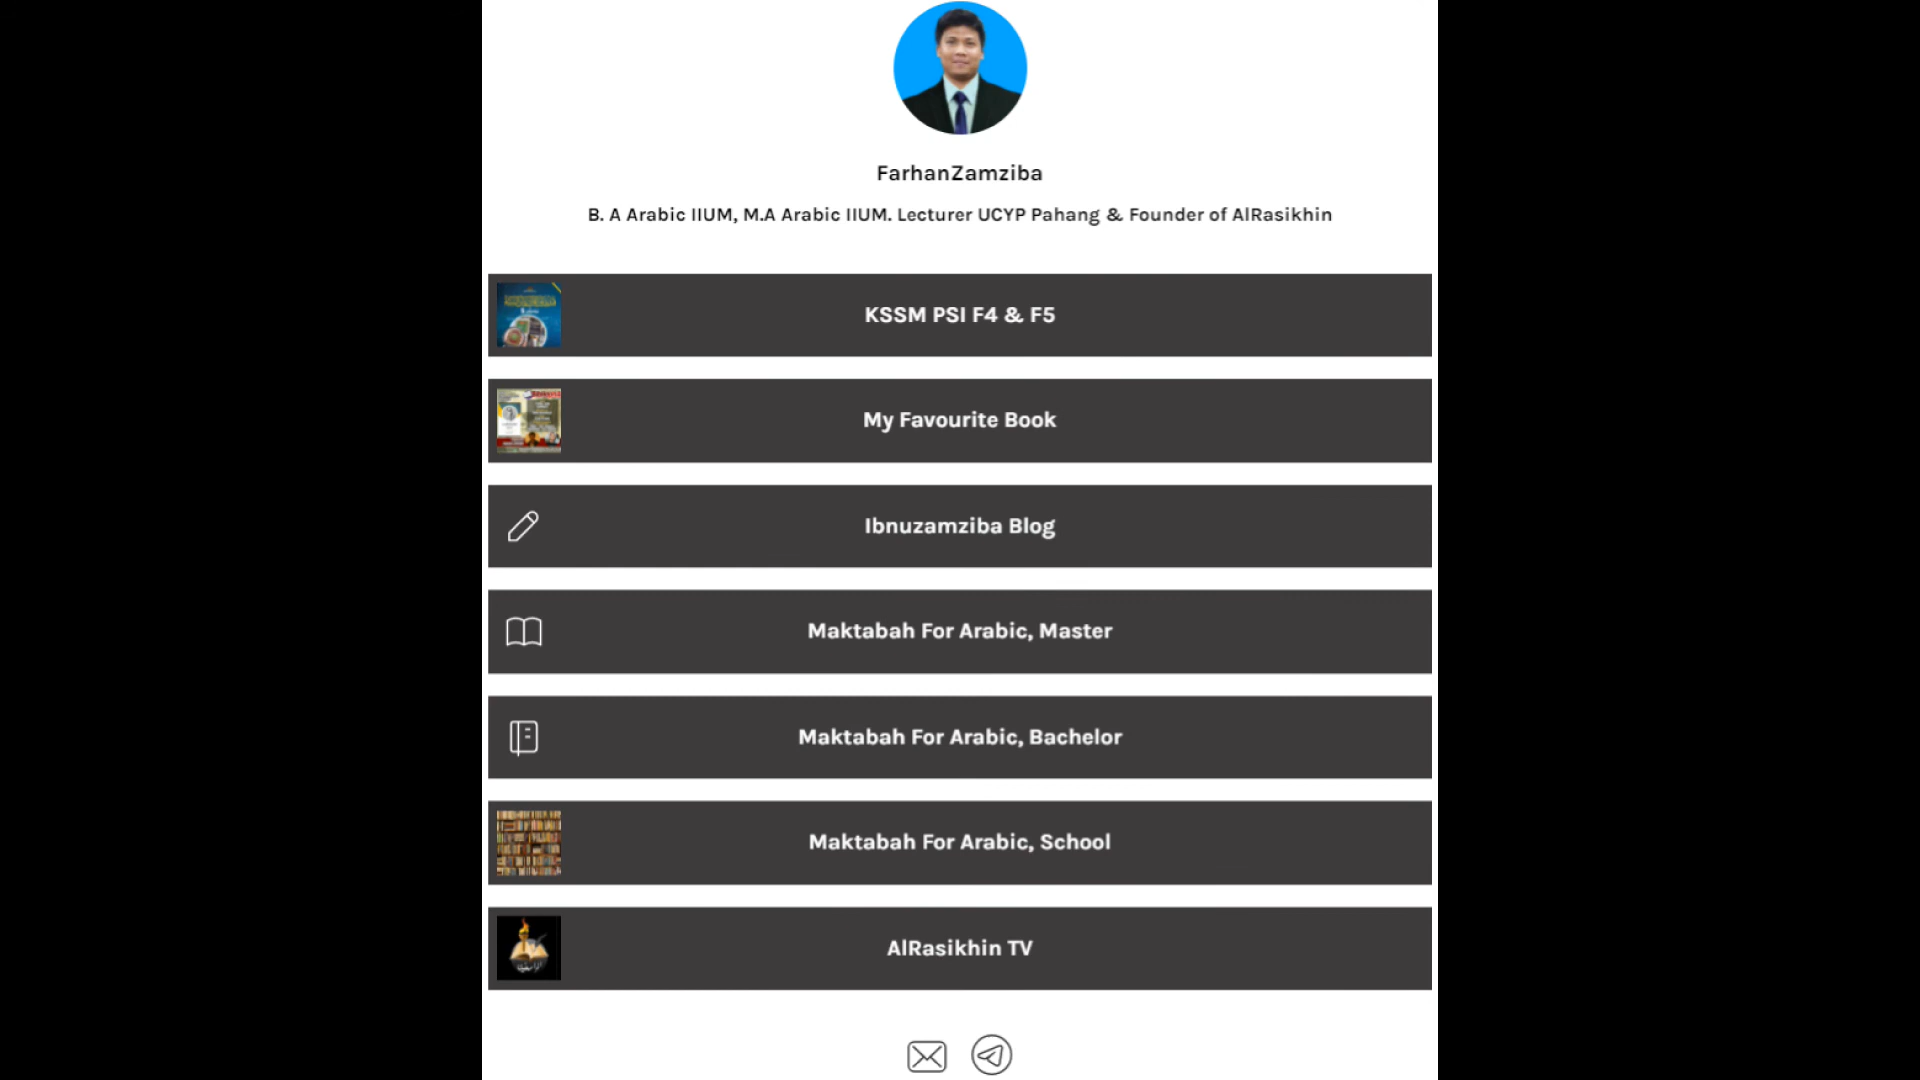 FarhanZamziba
B. A Arabic IIUM, M.A Arabic IIUM. Lecturer UCYP Pahang & Founder of AlRasikhin
KSSM PSI F4 & F5
My Favourite Book
Ibnuzamziba Blog
Maktabah For Arabic, Master
Maktabah For Arabic, Bachelor
Maktabah For Arabic, School
AlRasikhin TV